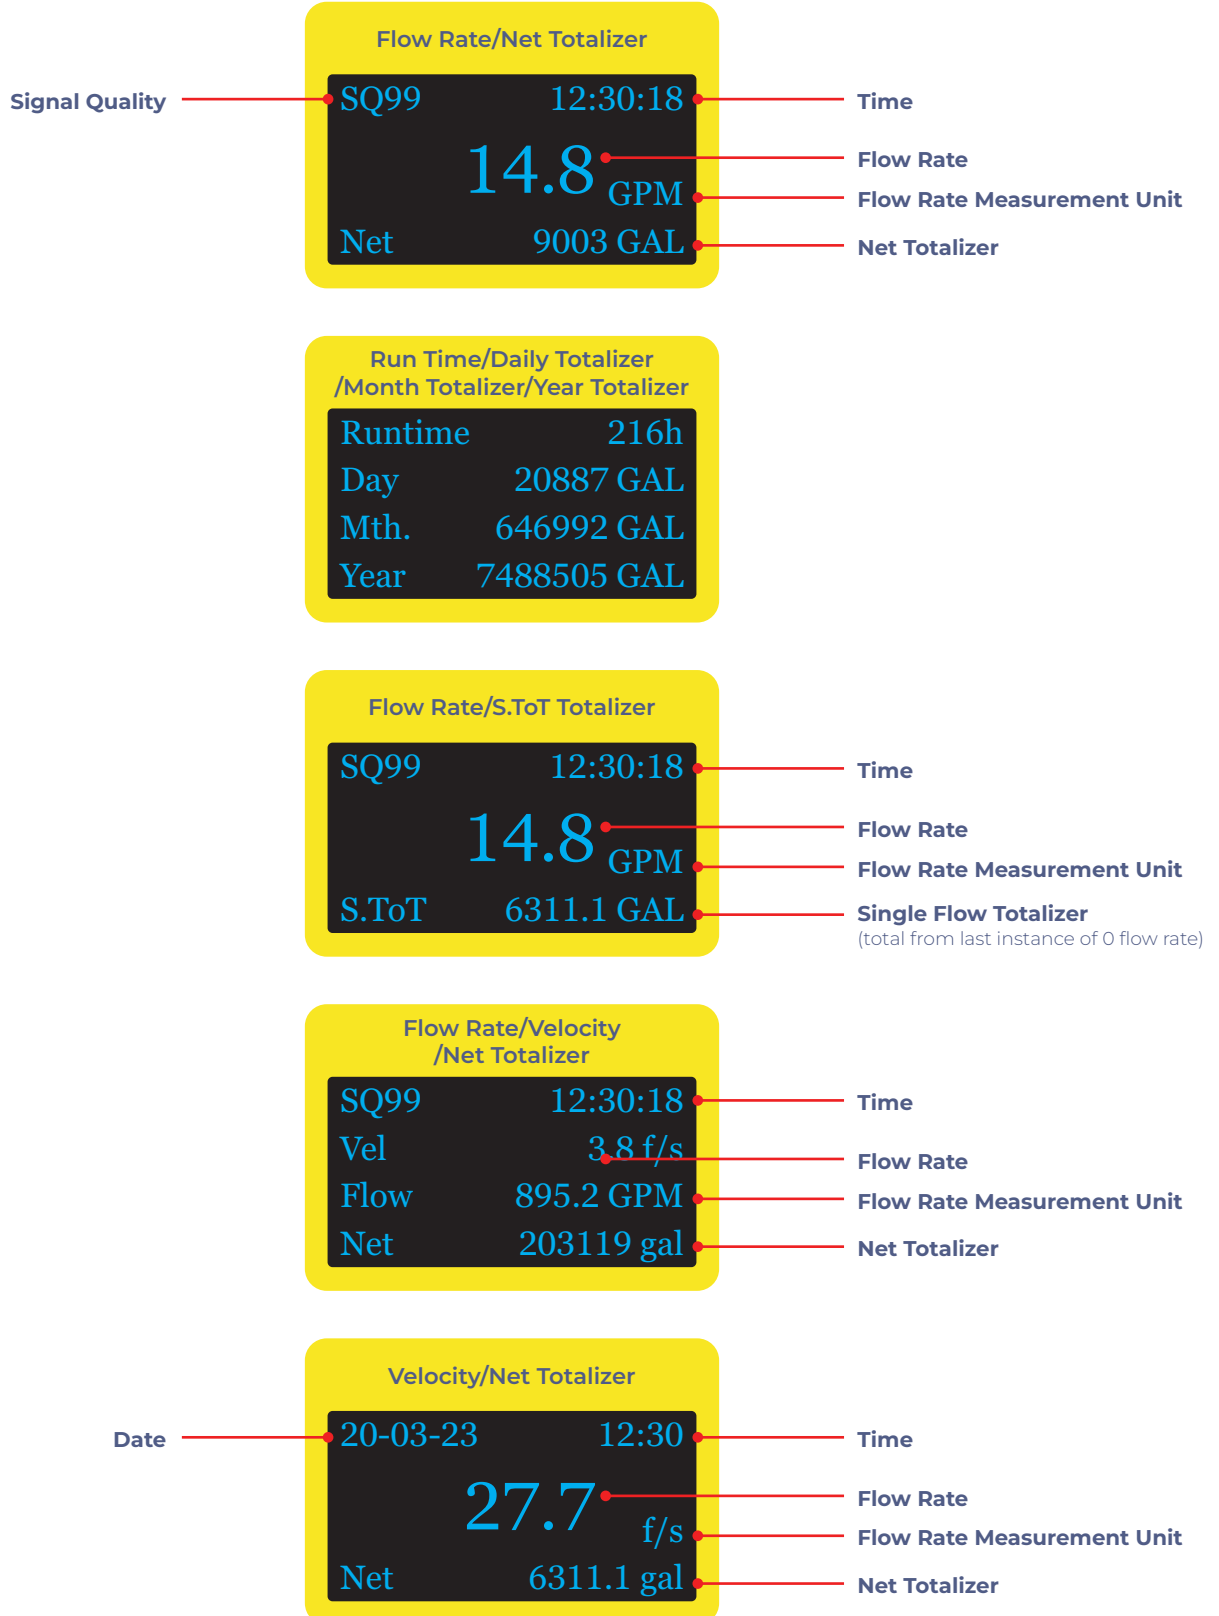 Flow Rate/Net Totalizer
Signal Quality
SQ99 12:30:18
Time
14.8
Flow Rate
GPM
Flow Rate Measurement Unit
Net 9003 GAL
Net Totalizer
Run Time/Daily Totalizer
/Month Totalizer/Year Totalizer
Runtime 216h
Day 20887 GAL
Mth. 646992 GAL
Year 7488505 GAL
Flow Rate/S.ToT Totalizer
SQ99 12:30:18
Time
14.8
Flow Rate
GPM
Flow Rate Measurement Unit
S.ToT 6311.1 GAL
Single Flow Totalizer
(total from last instance of 0 flow rate)
Flow Rate/Velocity
/Net Totalizer
SQ99 12:30:18
Time
Vel 3.8 f/s
Flow Rate
Flow 895.2 GPM
Flow Rate Measurement Unit
Net 203119 gal
Net Totalizer
Velocity/Net Totalizer
Date
20-03-23 12:30
Time
27.7
Flow Rate
f/s
Flow Rate Measurement Unit
Net 6311.1 gal
Net Totalizer